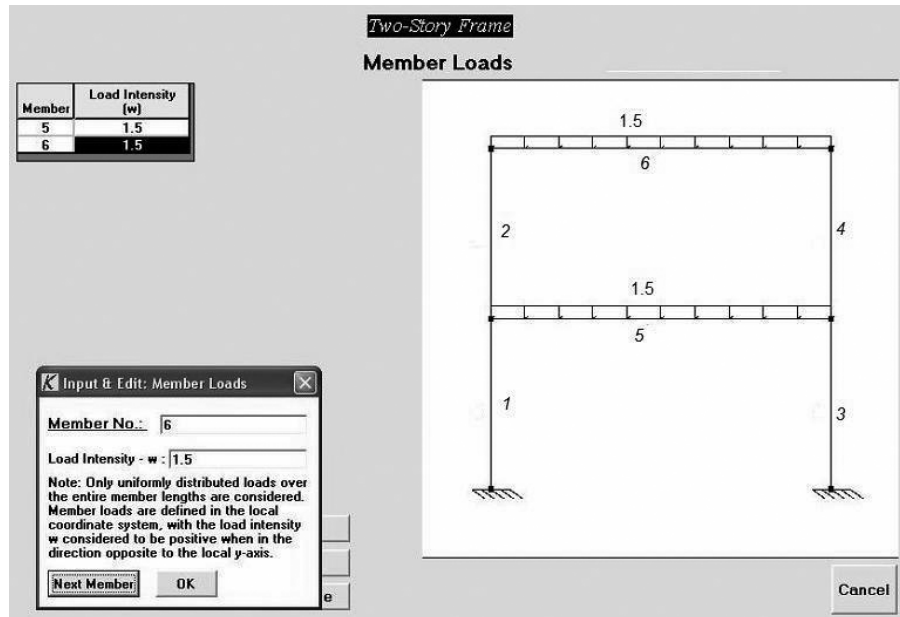 Two-Story Frame
Member Loads
Member
Load Intensity
(w)
5 1.5
6 1.5
1.5
6
2
4
1.5
5
1
3
Input & Edit: Member Loads
Member No.: 6
Load Intensity - w : 1.5
Note: Only uniformly distributed loads over
the entire member lengths are considered.
Member loads are defined in the local
coordinate system, with the load intensity
w considered to be positive when in the
direction opposite to the local y-axis.
Next Member OK
e
Cancel